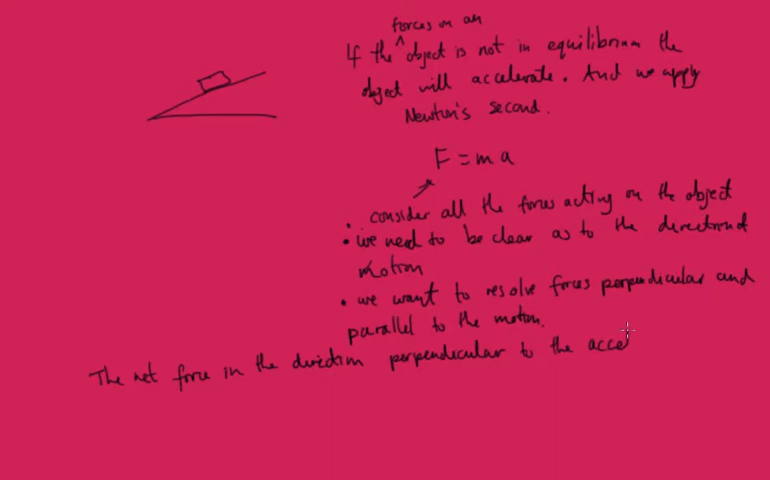 forces on an
If the ^ object is not in equilibrium the
object will accelerate. And we apply
Newton's second.
F = ma
• consider all the forces acting on the object
• we need to be clear as to the direction of
motion
• we want to resolve forces perpendicular and
parallel to the motion.
The net force in the direction perpendicular to the acce